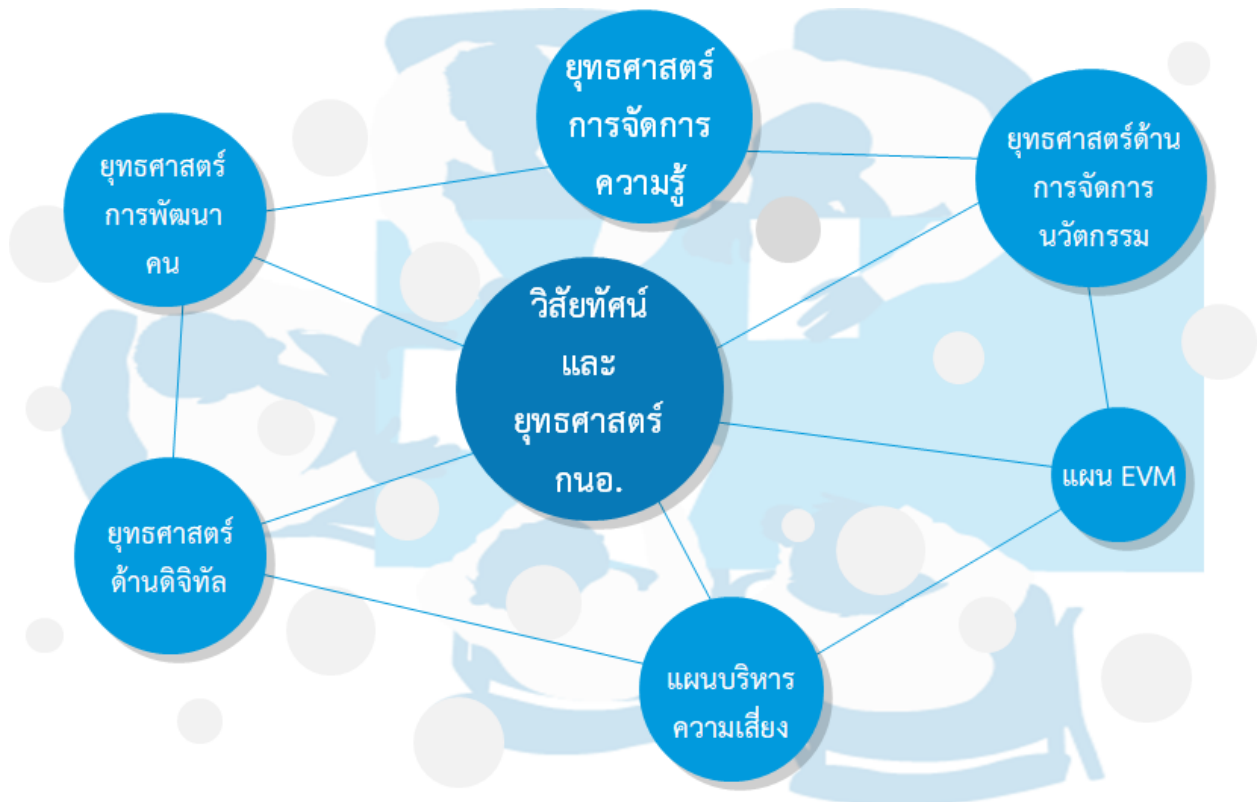 ยุทธศาสตร์
การจัดการ
ความรู้
ยุทธศาสตร์ด้าน
การจัดการ
นวัตกรรม
ยุทธศาสตร์
การพัฒนา
คน
วิสัยทัศน์
และ
ยุทธศาสตร์
กนอ.
แผน EVM
ยุทธศาสตร์
ด้านดิจิทัล
แผนบริหาร
ความเสี่ยง